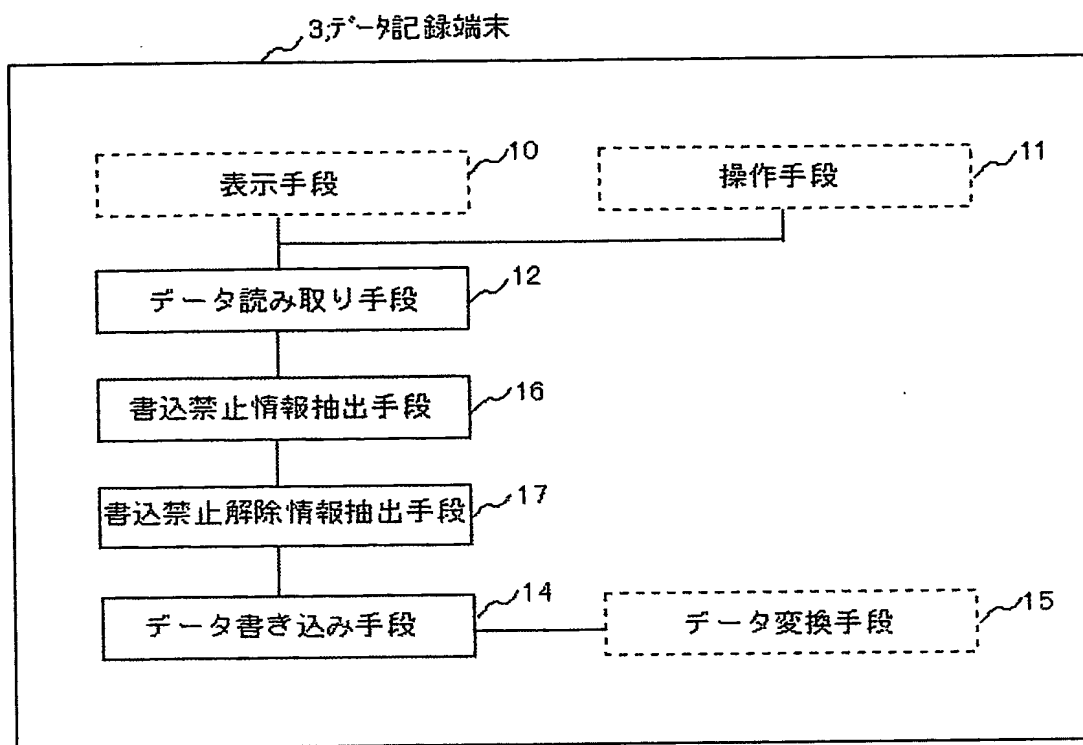 3;データ記録端末
10
表示手段
11
操作手段
12
データ読み取り手段
16
書込禁止情報抽出手段
17
書込禁止解除情報抽出手段
14
データ書き込み手段
15
データ変換手段